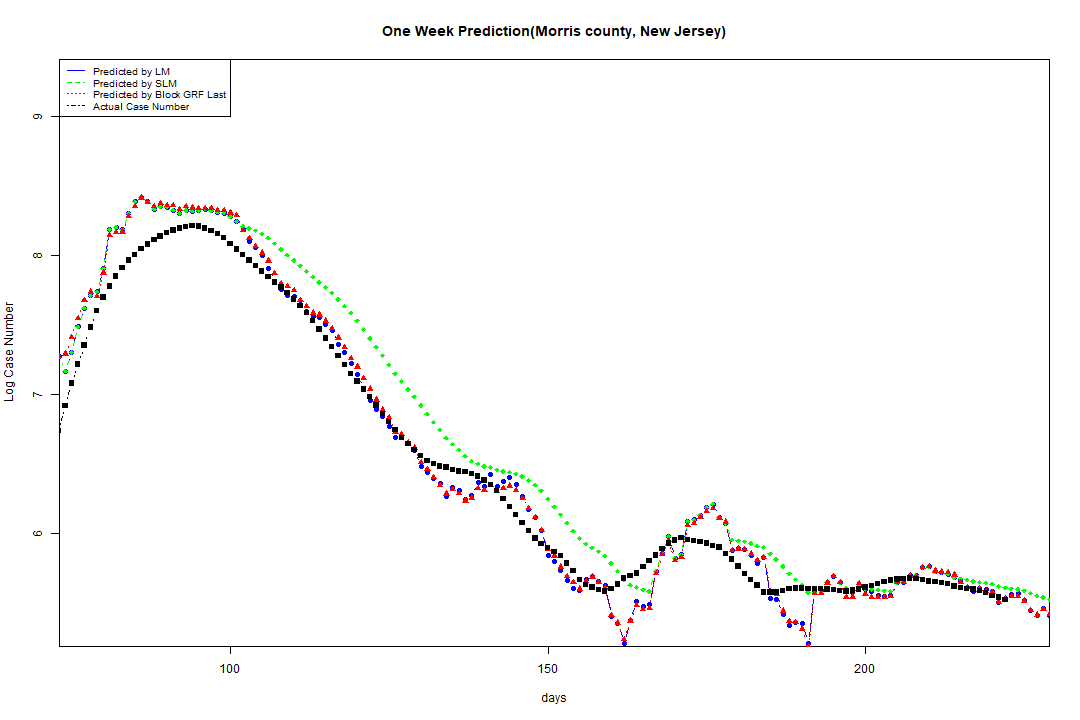 One Week Prediction(Morris county, New Jersey)
Predicted by LM
Predicted by SLM
Predicted by Block GRF Last
Actual Case Number
9
8
7
6
Log Case Number
100
150
200
days